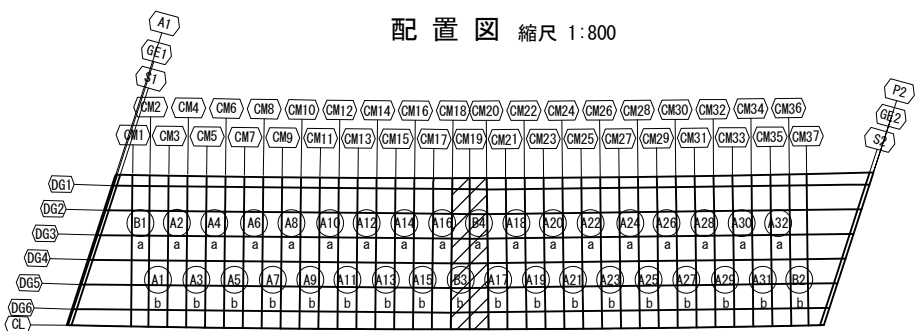 配置図 縮尺 1:800
A1
GE1
S1
P2
GE2
S2
CM2 CM4 CM6 CM8 CM10 CM12 CM14 CM16 CM18 CM20 CM22 CM24 CM26 CM28 CM30 CM32 CM34 CM36
CM1 CM3 CM5 CM7 CM9 CM11 CM13 CM15 CM17 CM19 CM21 CM23 CM25 CM27 CM29 CM31 CM33 CM35 CM37
DG1
DG2
B1 A2 A4 A6 A8 A10 A12 A14 A16 B4 A18 A20 A22 A24 A26 A28 A30 A32
DG3
a a a a a a a a a a a a a a a a a a
DG4
DG5
A1 A3 A5 A7 A9 A11 A13 A15 B3 A17 A19 A21 A23 A25 A27 A29 A31 B2
b b b b b b b b b b b b b b b b b b
DG6
CL